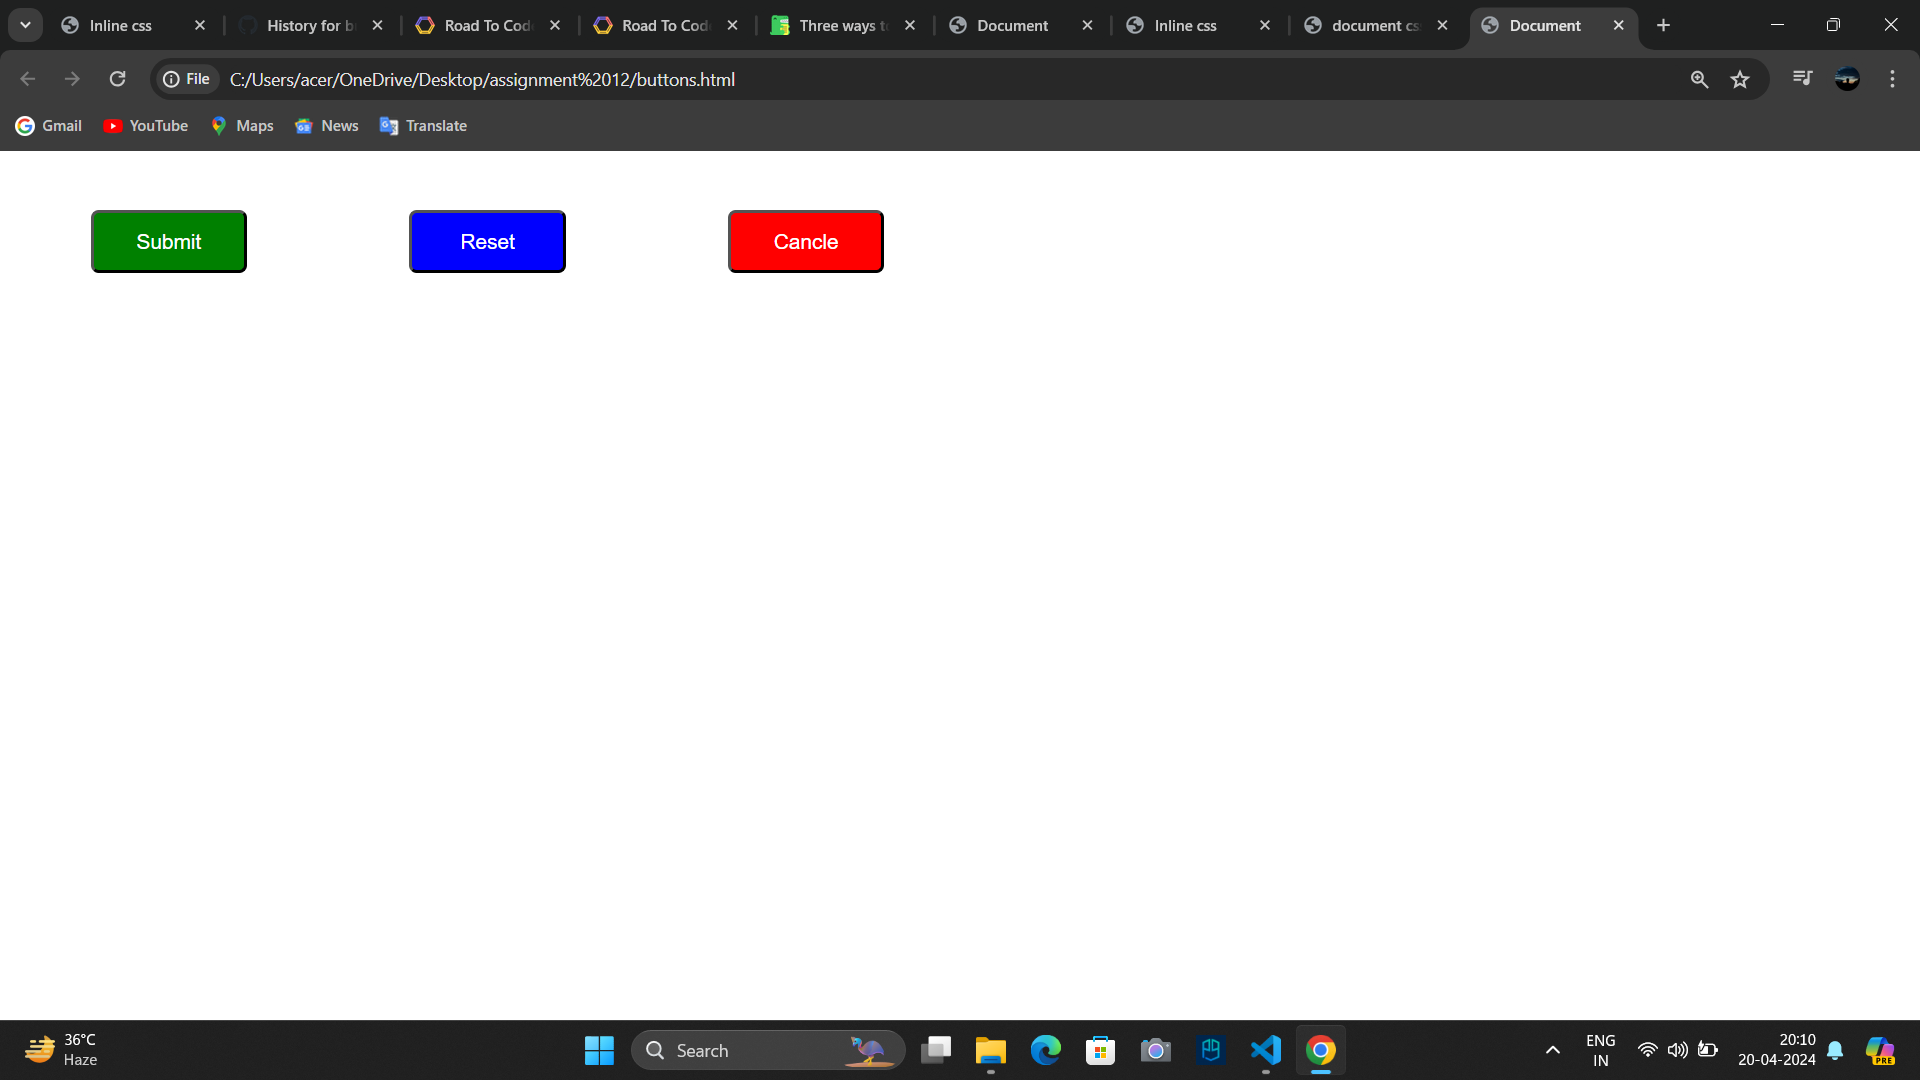 Inline css
History for b
Road To Cod
Road To Cod
Three ways t
Document
Inline css
document cs
Document
File
C:/Users/acer/OneDrive/Desktop/assignment%2012/buttons.html
Gmail
YouTube
Maps
News
Translate
Submit
Reset
Cancle
36°C
Haze
Search
PRE
ENG
IN
20:10
20-04-2024